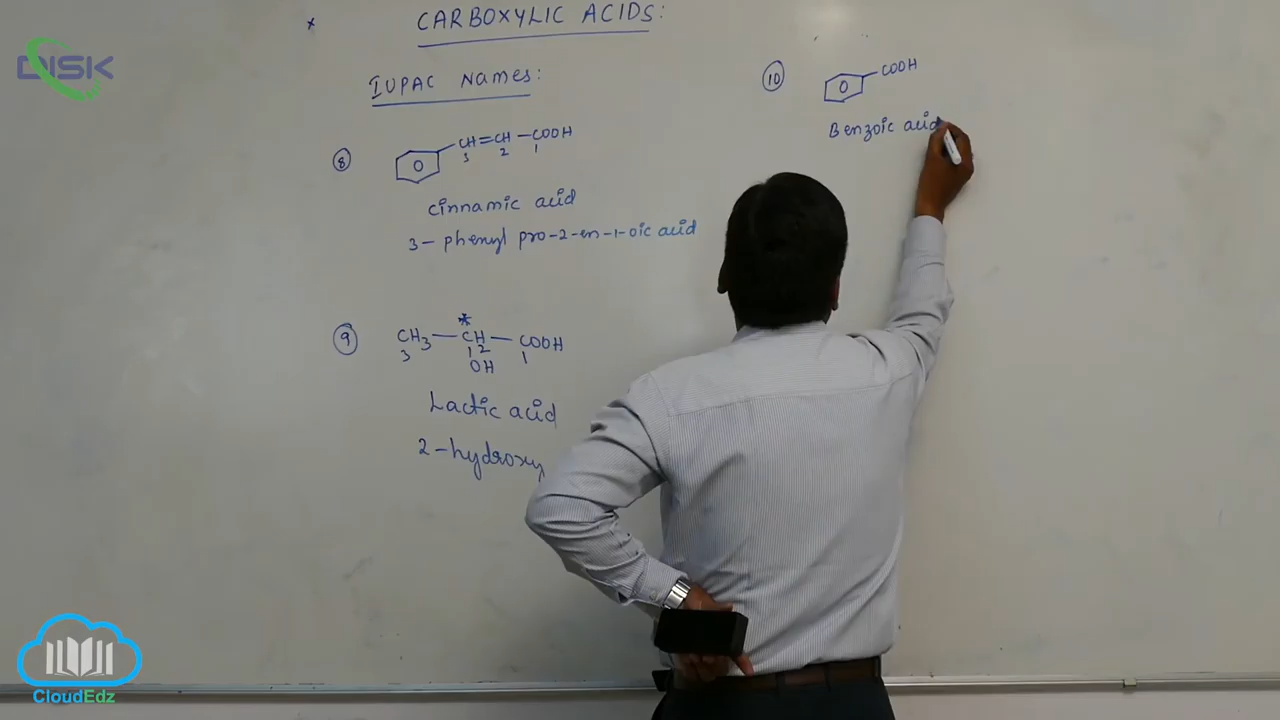 * CARBOXYLIC ACIDS:
DISK
IUPAC Names:
8 CH=CH-COOH
3 2 1
cinnamic acid
3- phenyl pro-2-en-1-oic acid
9 CH3-CH-COOH
*
3 2 1
OH
Lactic acid
2-hydroxy
10 COOH
Benzoic acid
CloudEdz